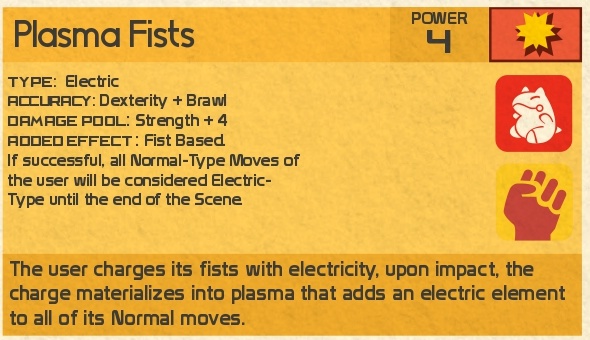 Plasma Fists
POWER
4
TYPE: Electric
ACCURACY: Dexterity + Brawl
DAMAGE POOL: Strength + 4
ADDED EFFECT: Fist Based.
If successful, all Normal-Type Moves of
the user will be considered Electric-
Type until the end of the Scene.
The user charges its fists with electricity, upon impact, the
charge materializes into plasma that adds an electric element
to all of its Normal moves.